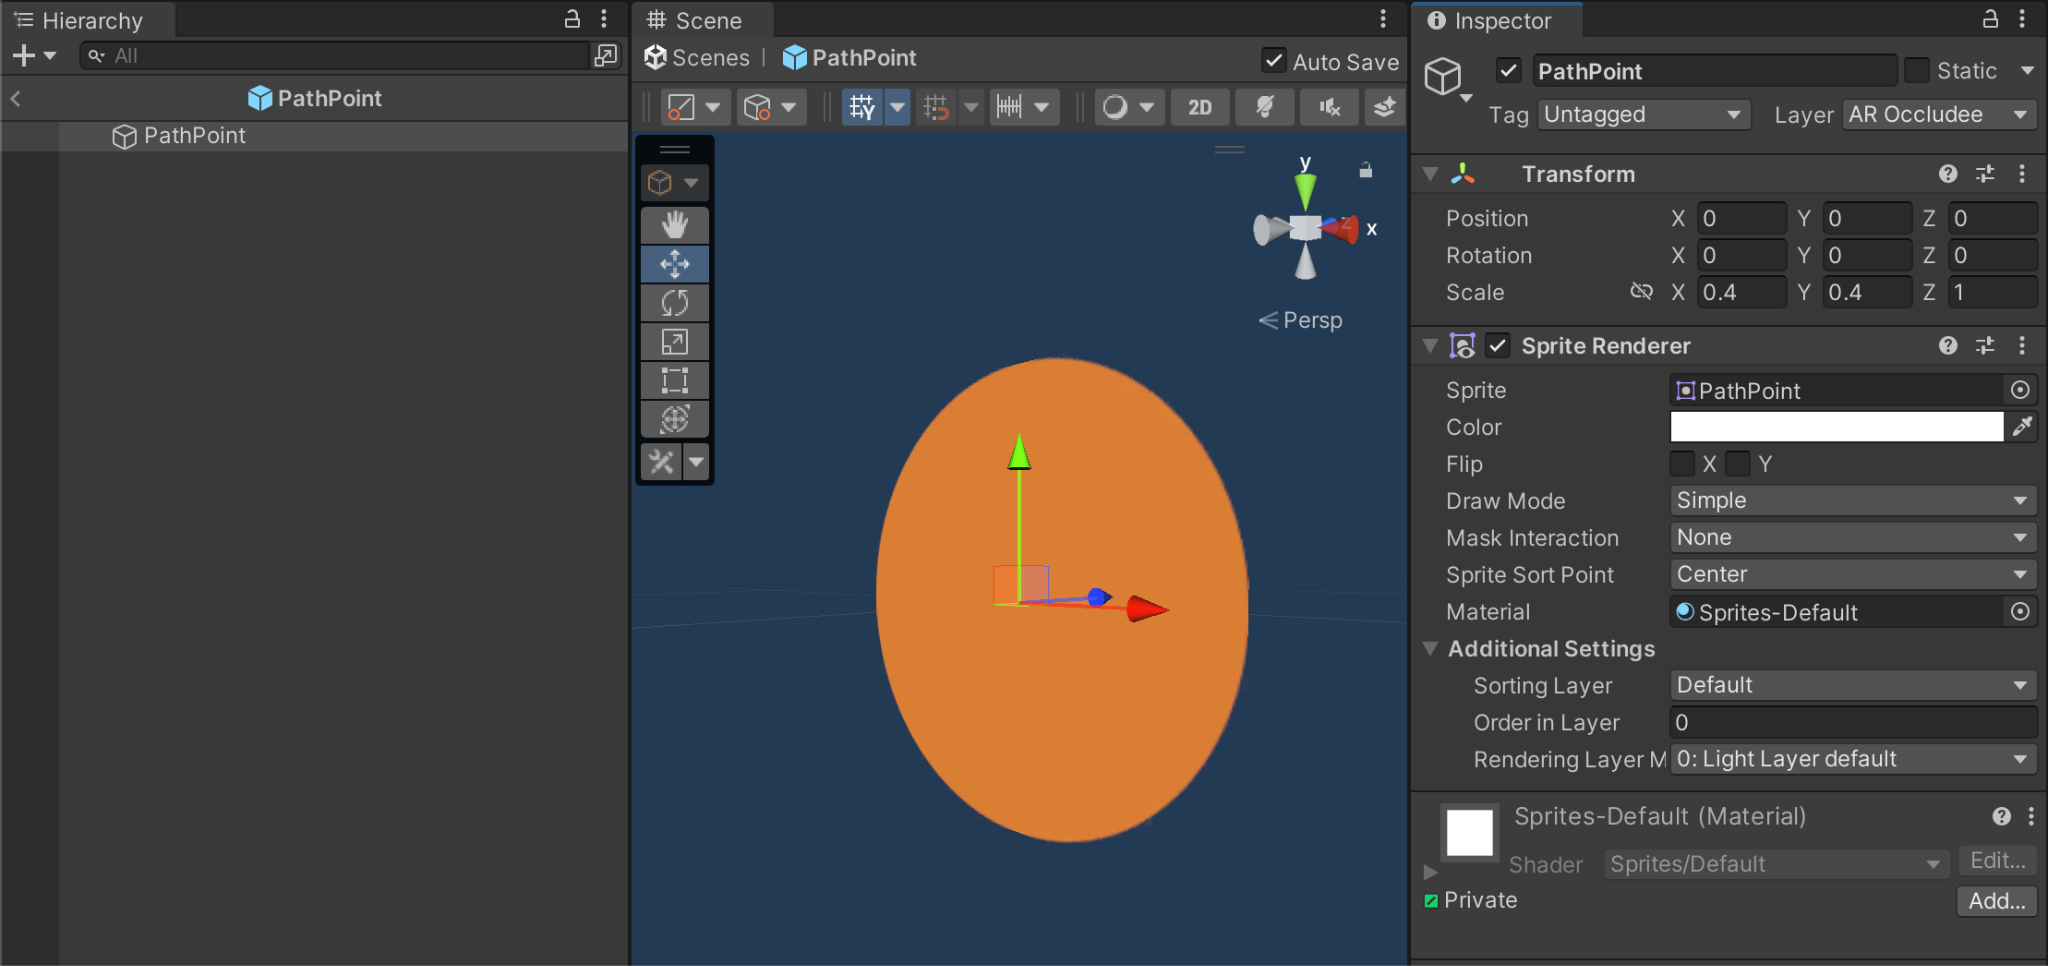 Hierarchy
All
PathPoint
PathPoint
Scene
Scenes | PathPoint
Auto Save
2D
y
z
x
Persp
Inspector
PathPoint
Static
Tag Untagged Layer AR Occludee
Transform
Position X 0 Y 0 Z 0
Rotation X 0 Y 0 Z 0
Scale X 0.4 Y 0.4 Z 1
Sprite Renderer
Sprite PathPoint
Color
Flip X Y
Draw Mode Simple
Mask Interaction None
Sprite Sort Point Center
Material Sprites-Default
Additional Settings
Sorting Layer Default
Order in Layer 0
Rendering Layer M 0: Light Layer default
Sprites-Default (Material)
Shader Sprites/Default Edit...
Private Add...